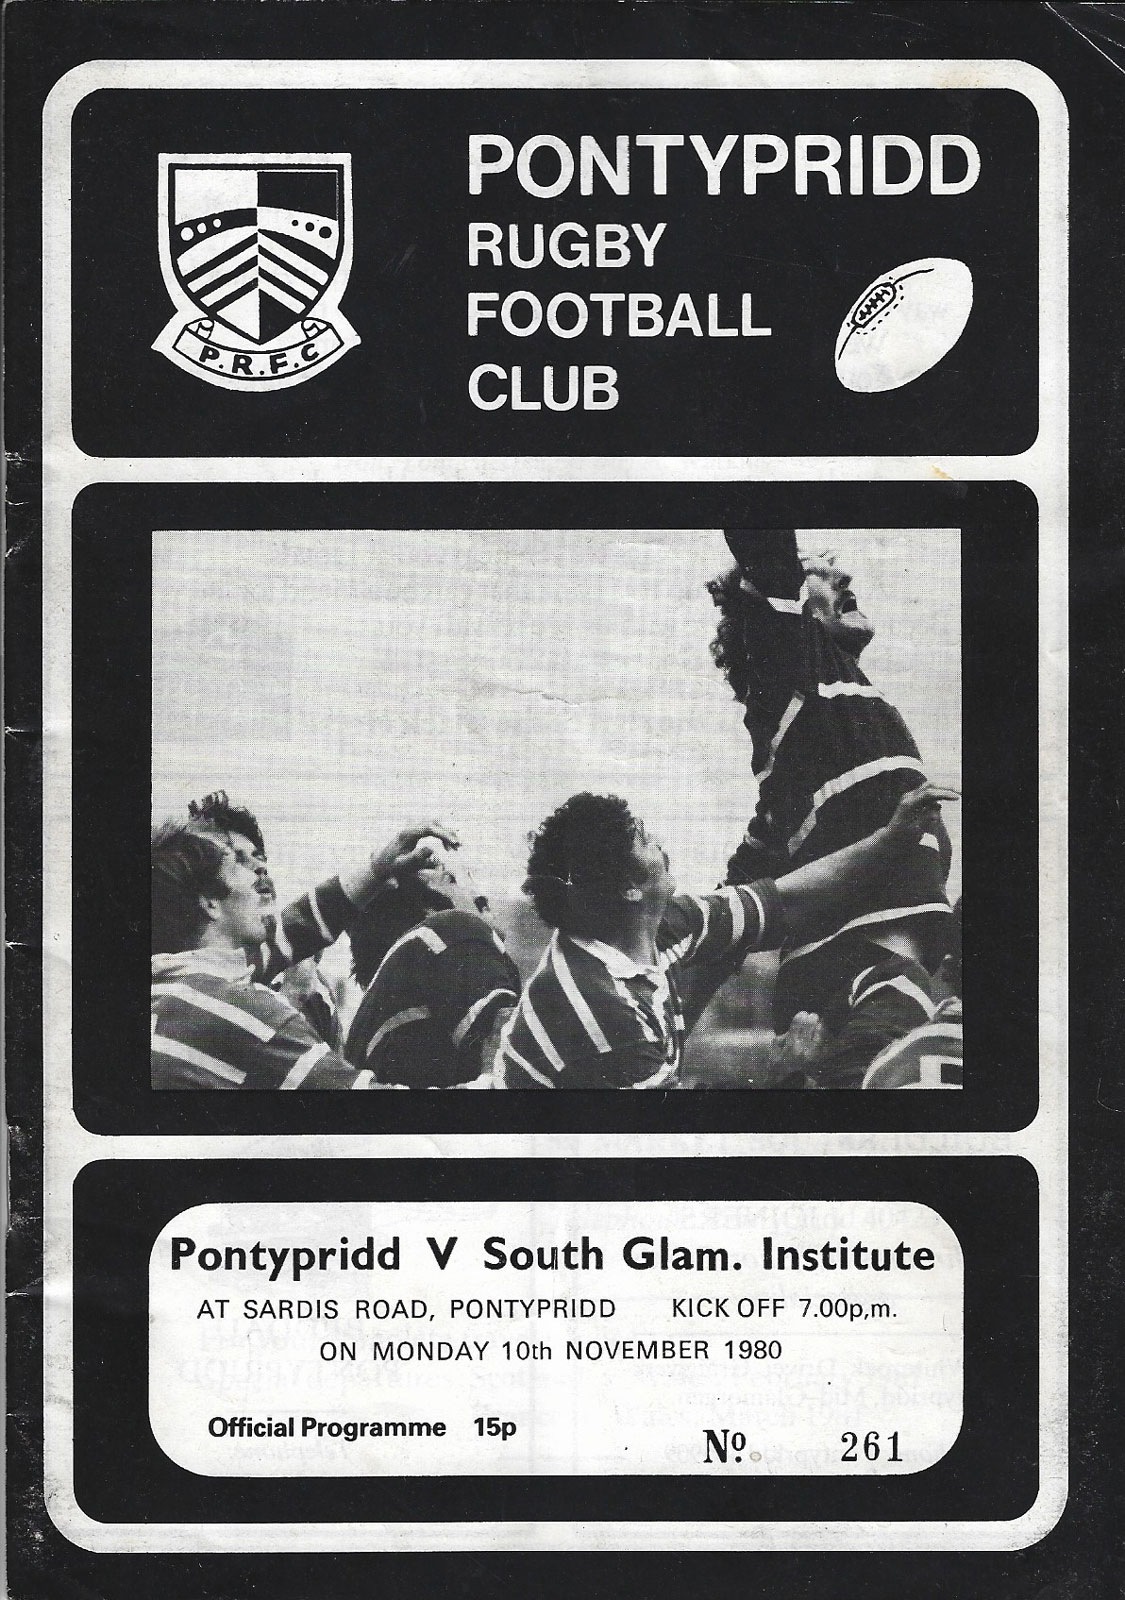 PONTYPRIDD
RUGBY
FOOTBALL
CLUB
P.R.F.C
Pontypridd V South Glam. Institute
AT SARDIS ROAD, PONTYPRIDD KICK OFF 7.00p,m.
ON MONDAY 10th NOVEMBER 1980
Official Programme 15p
Nº. 261